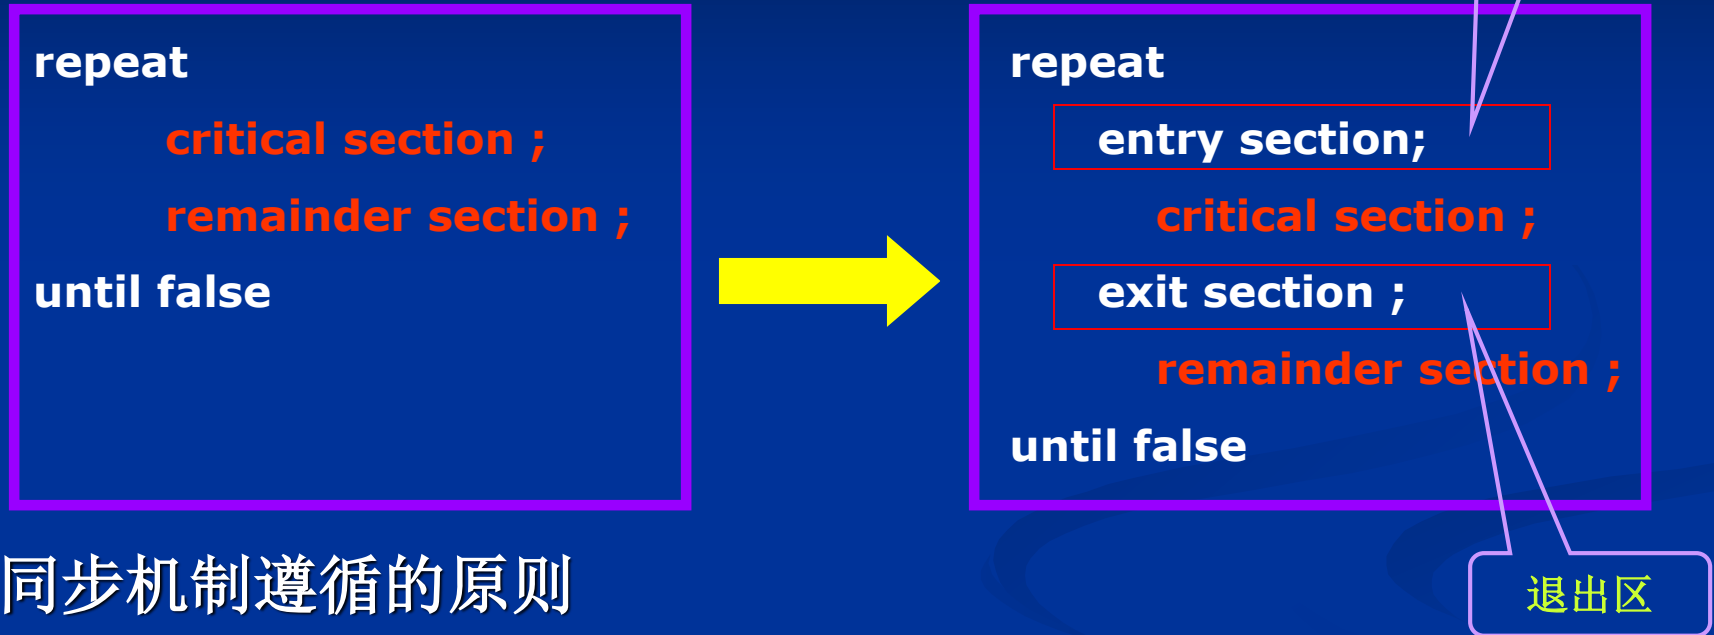 repeat
critical section ;
remainder section ;
until false
repeat
entry section;
critical section ;
exit section ;
remainder section ;
until false
同步机制遵循的原则
退出区